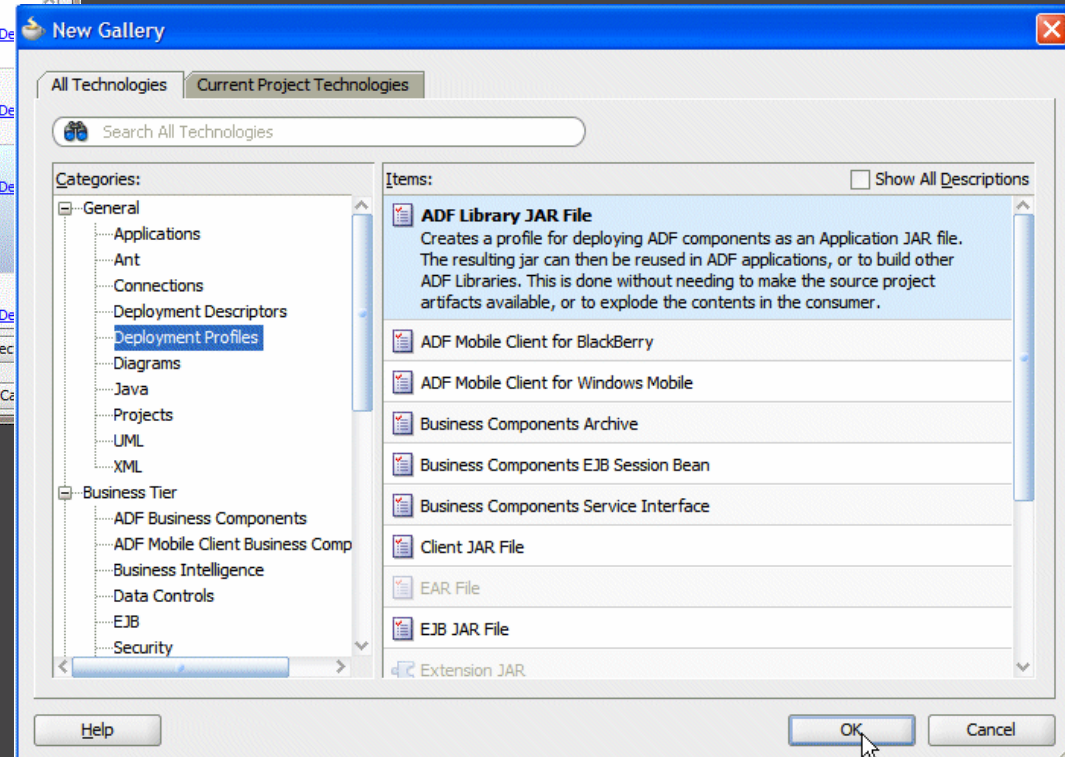 New Gallery
All Technologies
Current Project Technologies
Search All Technologies
Categories:
General
Applications
Ant
Connections
Deployment Descriptors
Deployment Profiles
Diagrams
Java
Projects
UML
XML
Business Tier
ADF Business Components
ADF Mobile Client Business Comp
Business Intelligence
Data Controls
EJB
Security
Items:
Show All Descriptions
ADF Library JAR File
Creates a profile for deploying ADF components as an Application JAR file.
The resulting jar can then be reused in ADF applications, or to build other
ADF Libraries. This is done without needing to make the source project
artifacts available, or to explode the contents in the consumer.
ADF Mobile Client for BlackBerry
ADF Mobile Client for Windows Mobile
Business Components Archive
Business Components EJB Session Bean
Business Components Service Interface
Client JAR File
EAR File
EJB JAR File
Extension JAR
Help
OK
Cancel
De
De
De
De
ec
Ca